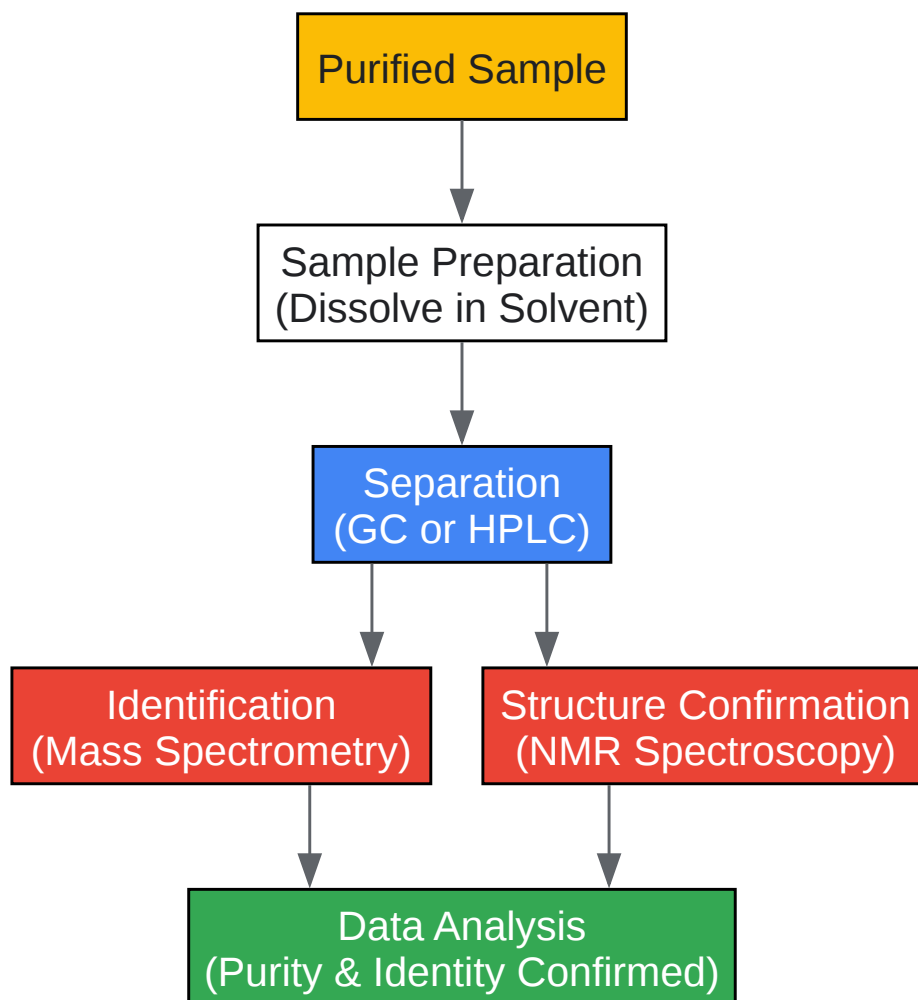 Purified Sample
Sample Preparation
(Dissolve in Solvent)
Separation
(GC or HPLC)
Identification
(Mass Spectrometry)
Structure Confirmation
(NMR Spectroscopy)
Data Analysis
(Purity & Identity Confirmed)